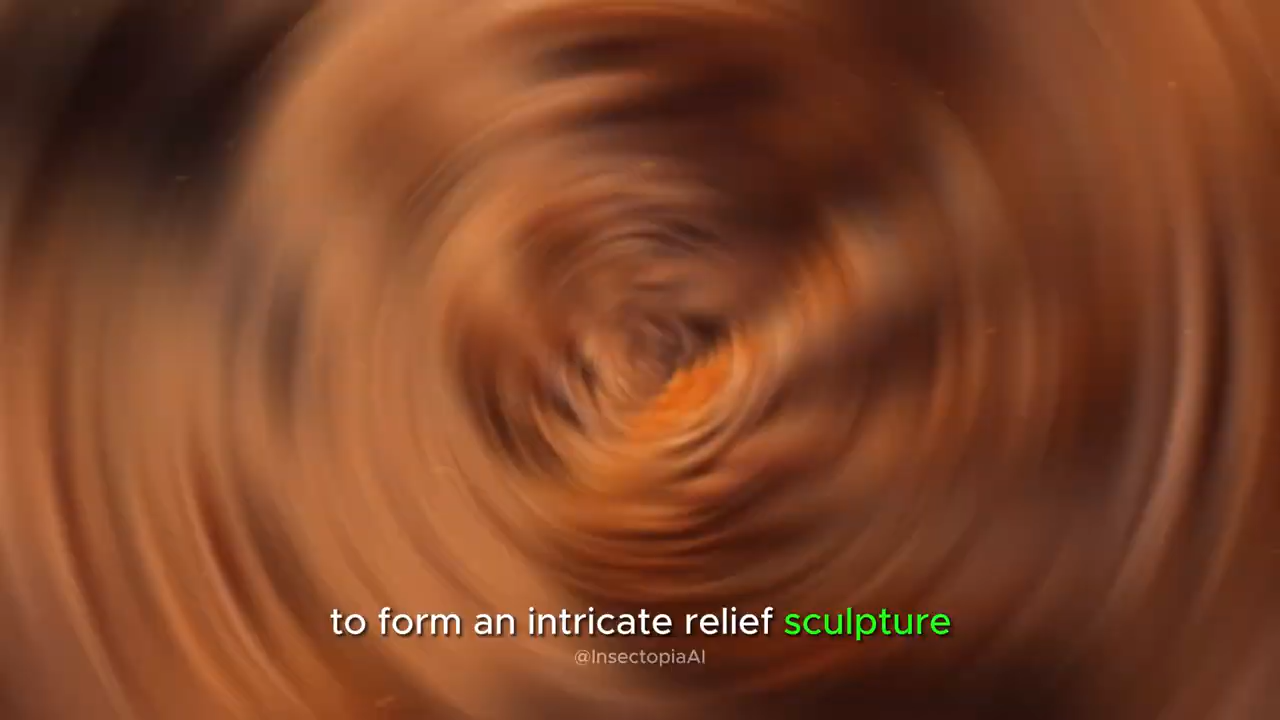 to form an intricate relief sculpture
@InsectopiaAI